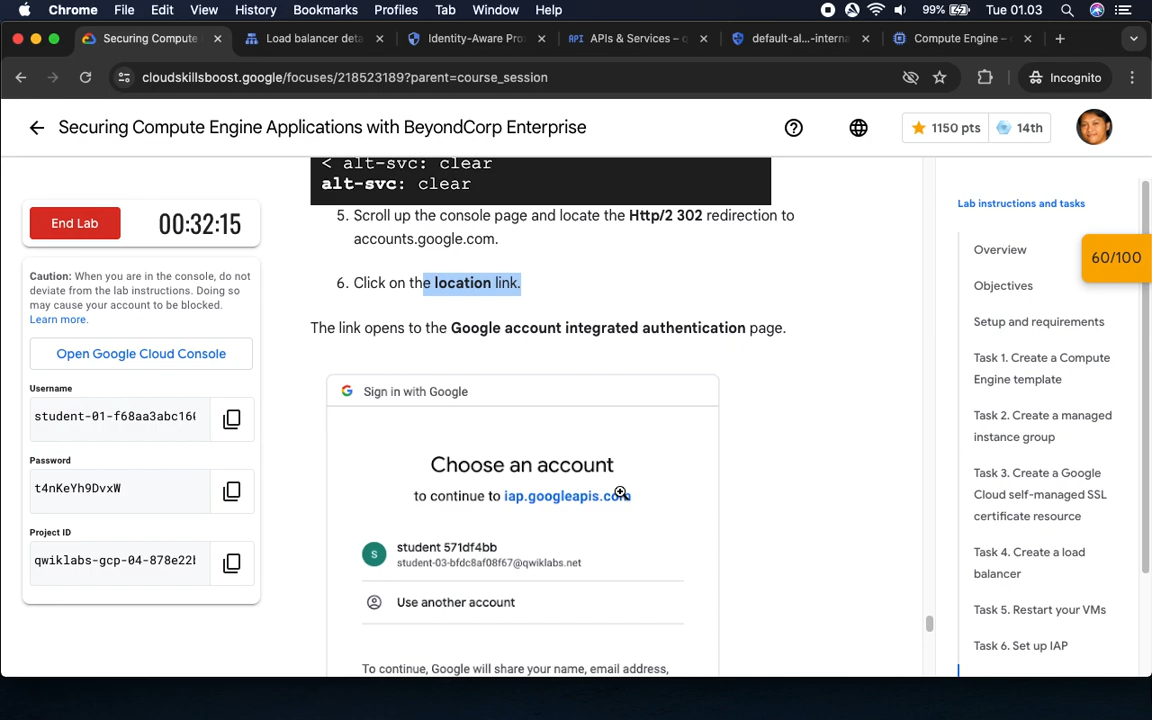 Chrome File Edit View History Bookmarks Profiles Tab Window Help 99% Tue 01.03
Securing Compute Load balancer deta Identity-Aware Pro API APIs & Services – default-al...-intern Compute Engine –
cloudskillsboost.google/focuses/218523189?parent=course_session Incognito
Securing Compute Engine Applications with BeyondCorp Enterprise 1150 pts 14th
End Lab 00:32:15
Caution: When you are in the console, do not
deviate from the lab instructions. Doing so
may cause your account to be blocked.
Learn more.
Open Google Cloud Console
Username
student-01-f68aa3abc16
Password
t4nKeYh9DvxW
Project ID
qwiklabs-gcp-04-878e22
< alt-svc: clear
alt-svc: clear
5. Scroll up the console page and locate the Http/2 302 redirection to
accounts.google.com.
6. Click on the location link.
The link opens to the Google account integrated authentication page.
G Sign in with Google
Choose an account
to continue to iap.googleapis.com
S
student 571df4bb
student-03-bfdc8af08f67@qwiklabs.net
Use another account
To continue, Google will share your name, email address,
Lab instructions and tasks
60/100
Overview
Objectives
Setup and requirements
Task 1. Create a Compute
Engine template
Task 2. Create a managed
instance group
Task 3. Create a Google
Cloud self-managed SSL
certificate resource
Task 4. Create a load
balancer
Task 5. Restart your VMs
Task 6. Set up IAP